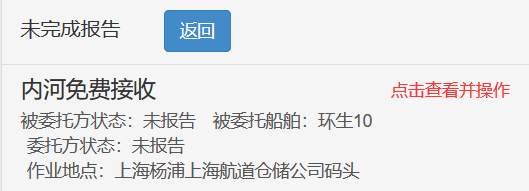 未完成报告 返回
内河免费接收 点击查看并操作
被委托方状态：未报告 被委托船舶：环生10
委托方状态：未报告
作业地点：上海杨浦上海航道仓储公司码头